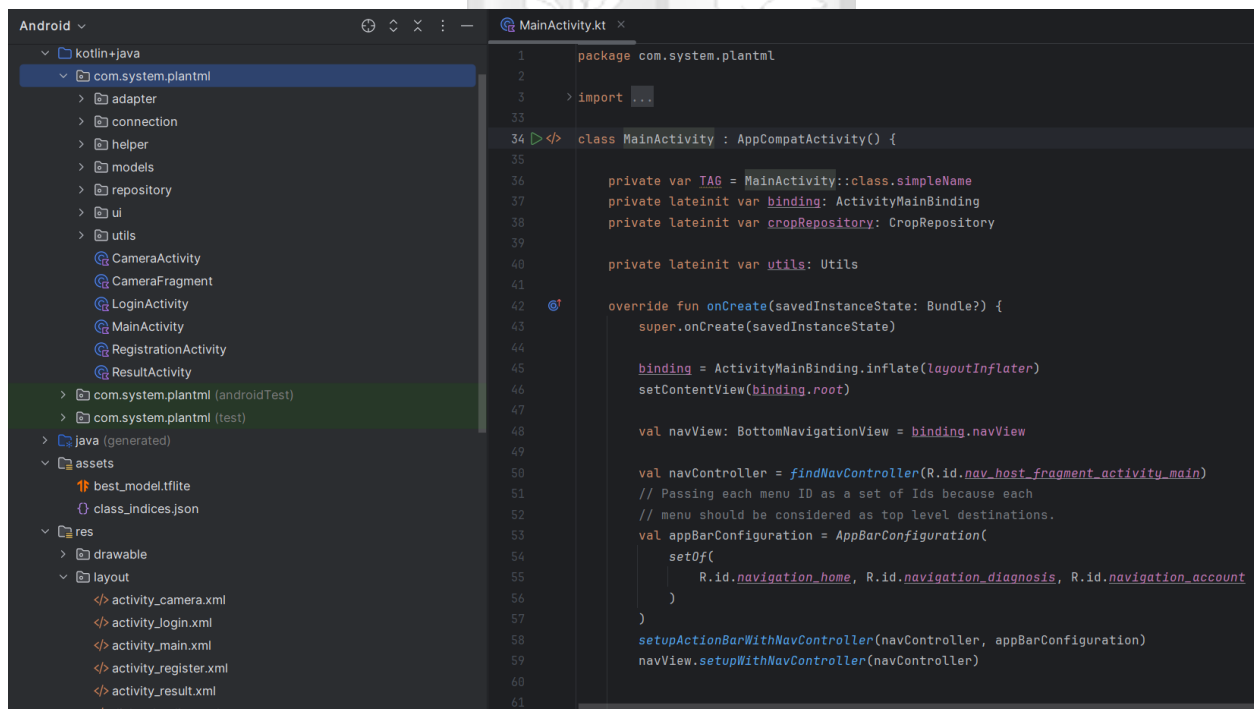 Android
kotlin+java
com.system.plantml
adapter
connection
helper
models
repository
ui
utils
CameraActivity
CameraFragment
LoginActivity
MainActivity
RegistrationActivity
ResultActivity
com.system.plantml (androidTest)
com.system.plantml (test)
java (generated)
assets
best_model.tflite
class_indices.json
res
drawable
layout
activity_camera.xml
activity_login.xml
activity_main.xml
activity_register.xml
activity_result.xml
MainActivity.kt
1 package com.system.plantml
2
3 import ...
33
34 class MainActivity : AppCompatActivity() {
35
36 private var TAG = MainActivity::class.simpleName
37 private lateinit var binding: ActivityMainBinding
38 private lateinit var cropRepository: CropRepository
39
40 private lateinit var utils: Utils
41
42 override fun onCreate(savedInstanceState: Bundle?) {
43 super.onCreate(savedInstanceState)
44
45 binding = ActivityMainBinding.inflate(layoutInflater)
46 setContentView(binding.root)
47
48 val navView: BottomNavigationView = binding.navView
49
50 val navController = findNavController(R.id.nav_host_fragment_activity_main)
51 // Passing each menu ID as a set of Ids because each
52 // menu should be considered as top level destinations.
53 val appBarConfiguration = AppBarConfiguration(
54 setOf(
55 R.id.navigation_home, R.id.navigation_diagnosis, R.id.navigation_account
56 )
57 )
58 setupActionBarWithNavController(navController, appBarConfiguration)
59 navView.setupWithNavController(navController)
60
61